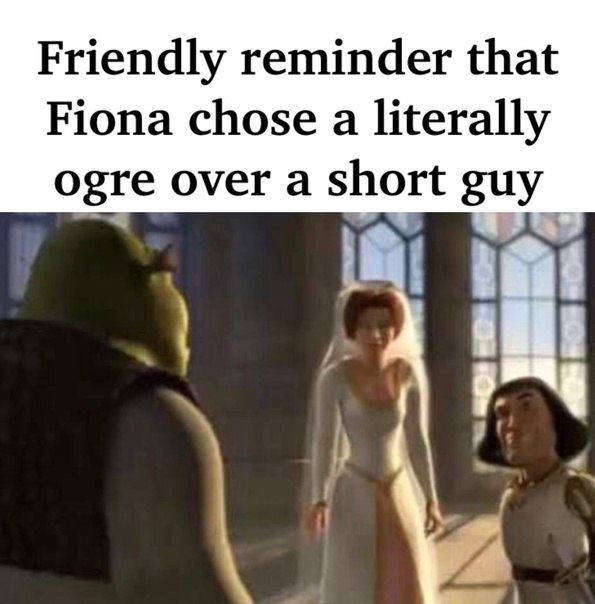 Friendly reminder that
Fiona chose a literally
ogre over a short guy